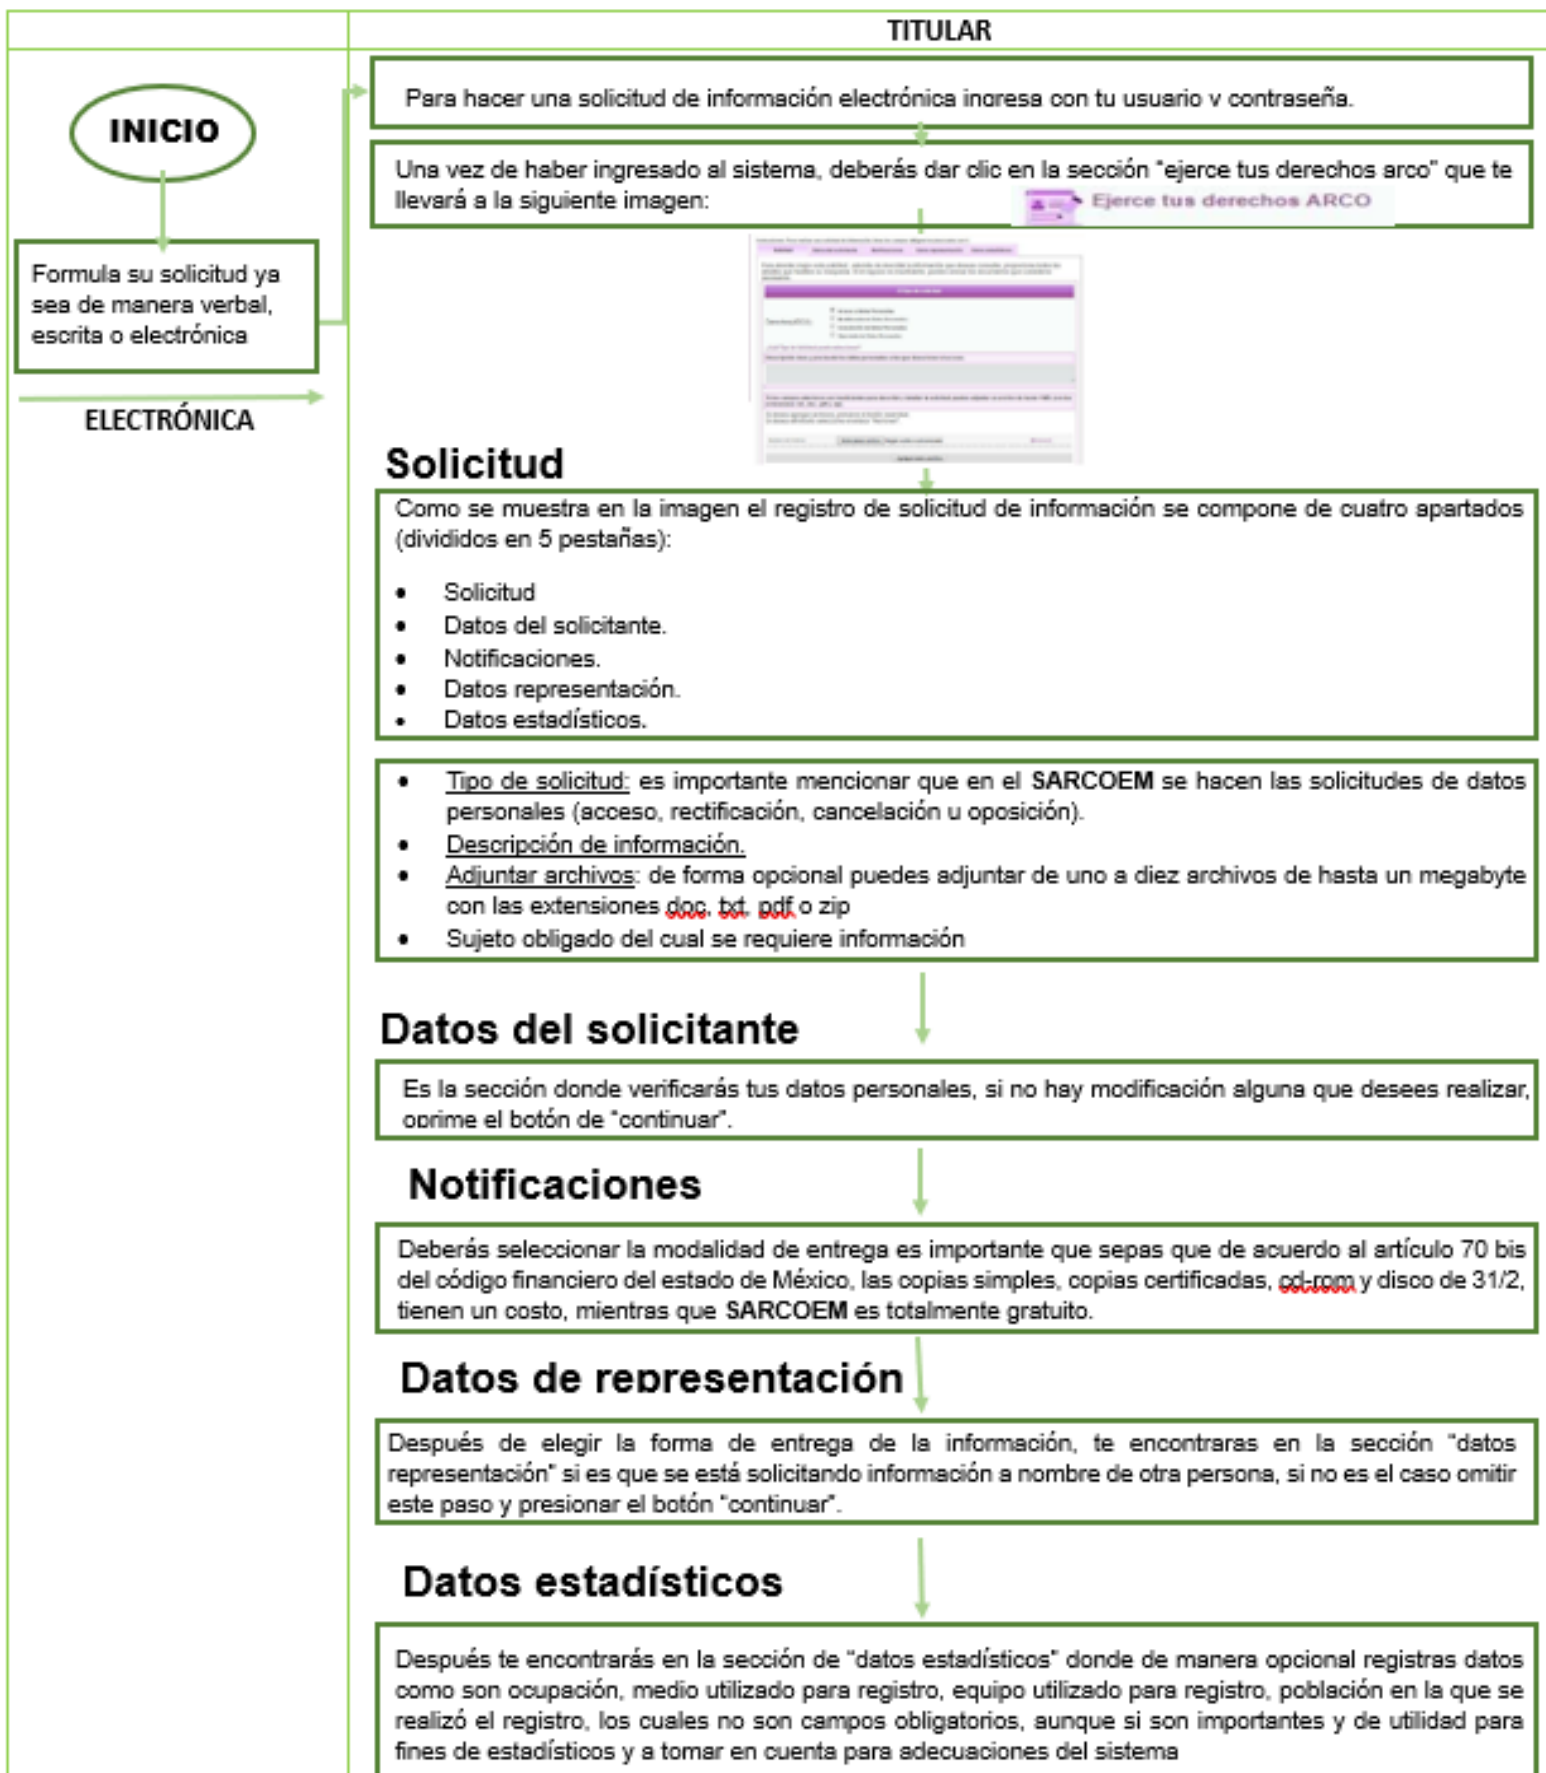 TITULAR
INICIO
Formula su solicitud ya
sea de manera verbal,
escrita o electrónica
ELECTRÓNICA
Para hacer una solicitud de información electrónica ingresa con tu usuario y contraseña.
Una vez de haber ingresado al sistema, deberás dar clic en la sección "ejerce tus derechos arco" que te
llevará a la siguiente imagen:
Ejerce tus derechos ARCO
Solicitud
Como se muestra en la imagen el registro de solicitud de información se compone de cuatro apartados
(divididos en 5 pestañas):
• Solicitud
• Datos del solicitante.
• Notificaciones.
• Datos representación.
• Datos estadísticos.
• Tipo de solicitud: es importante mencionar que en el SARCOEM se hacen las solicitudes de datos
personales (acceso, rectificación, cancelación u oposición).
• Descripción de información.
• Adjuntar archivos: de forma opcional puedes adjuntar de uno a diez archivos de hasta un megabyte
con las extensiones doc, txt, pdf o zip
• Sujeto obligado del cual se requiere información
Datos del solicitante
Es la sección donde verificarás tus datos personales, si no hay modificación alguna que desees realizar,
oprime el botón de "continuar".
Notificaciones
Deberás seleccionar la modalidad de entrega es importante que sepas que de acuerdo al artículo 70 bis
del código financiero del estado de México, las copias simples, copias certificadas, cd-rom y disco de 31/2,
tienen un costo, mientras que SARCOEM es totalmente gratuito.
Datos de representación
Después de elegir la forma de entrega de la información, te encontraras en la sección "datos
representación" si es que se está solicitando información a nombre de otra persona, si no es el caso omitir
este paso y presionar el botón "continuar".
Datos estadísticos
Después te encontrarás en la sección de "datos estadísticos" donde de manera opcional registras datos
como son ocupación, medio utilizado para registro, equipo utilizado para registro, población en la que se
realizó el registro, los cuales no son campos obligatorios, aunque si son importantes y de utilidad para
fines de estadísticos y a tomar en cuenta para adecuaciones del sistema